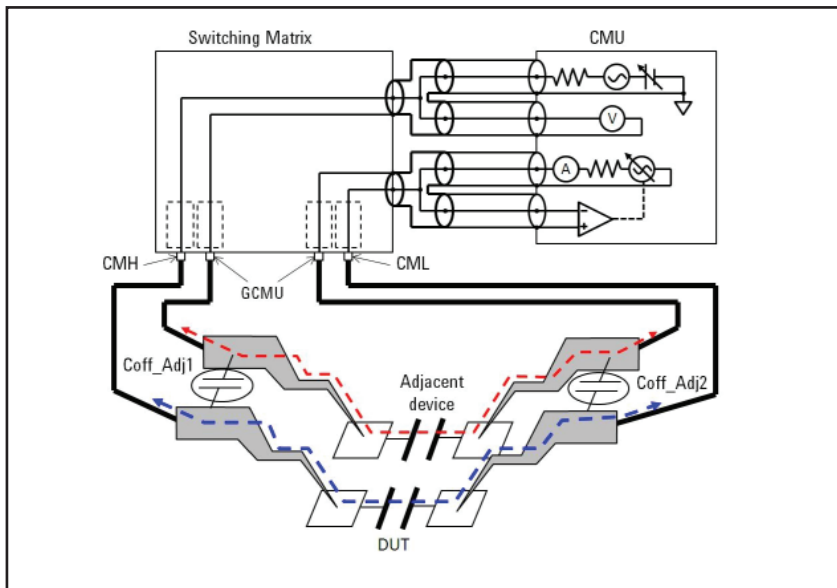 Switching Matrix
CMU
V
A
CMH
GCMU
CML
Coff_Adj1
Adjacent
device
Coff_Adj2
DUT